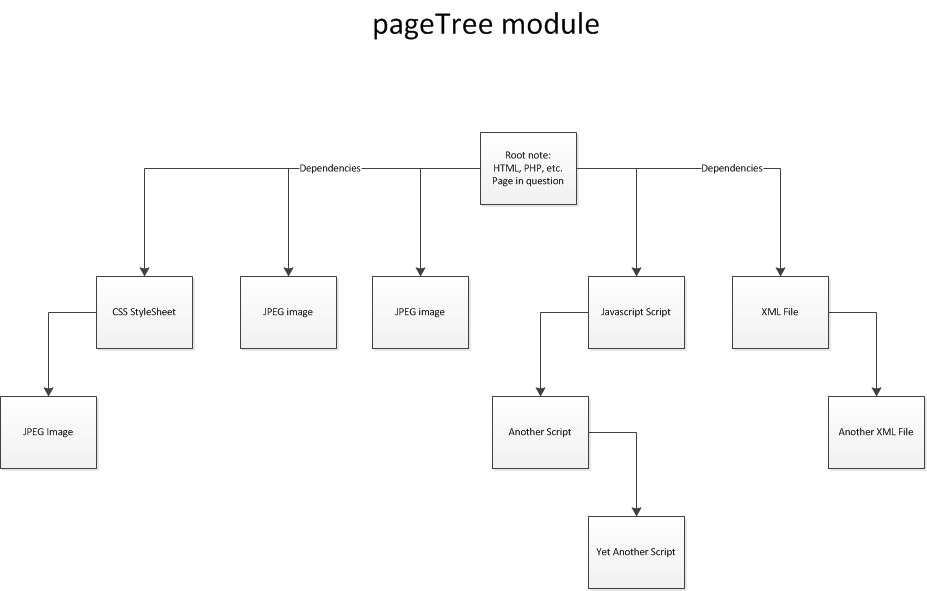 pageTree module
Root note:
HTML, PHP, etc.
Page in question
Dependencies
Dependencies
CSS StyleSheet
JPEG image
JPEG image
Javascript Script
XML File
JPEG Image
Another Script
Another XML File
Yet Another Script